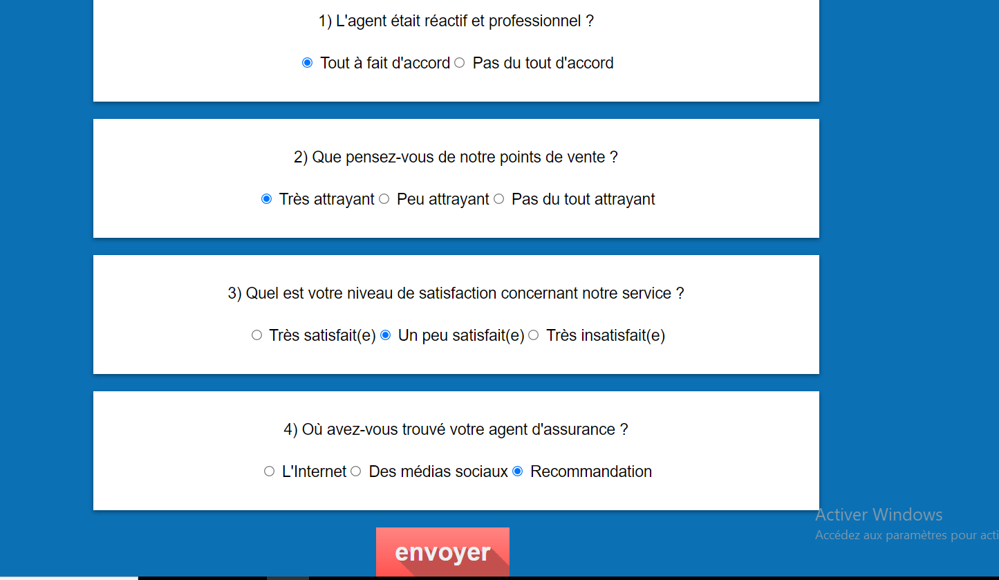 1) L'agent était réactif et professionnel ?
Tout à fait d'accord Pas du tout d'accord
2) Que pensez-vous de notre points de vente ?
Très attrayant Peu attrayant Pas du tout attrayant
3) Quel est votre niveau de satisfaction concernant notre service ?
Très satisfait(e) Un peu satisfait(e) Très insatisfait(e)
4) Où avez-vous trouvé votre agent d'assurance ?
L'Internet Des médias sociaux Recommandation
Activer Windows
Accédez aux paramètres pour acti
envoyer